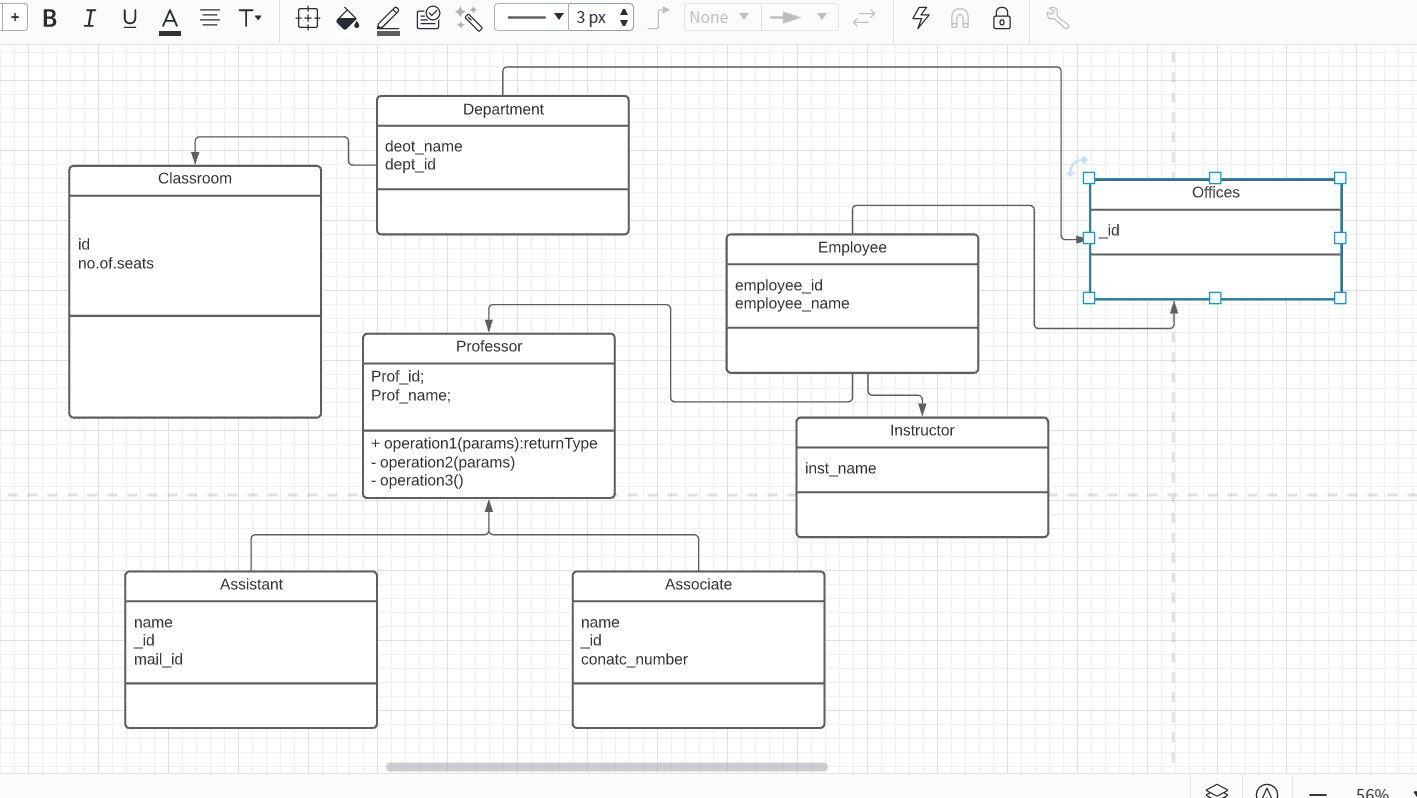 + B I U A T 3 px None
Department
deot_name
dept_id
Classroom
id
no.of.seats
Offices
_id
Employee
employee_id
employee_name
Professor
Prof_id;
Prof_name;
+ operation1(params):returnType
- operation2(params)
- operation3()
Instructor
inst_name
Assistant
name
_id
mail_id
Associate
name
_id
conatc_number
56%